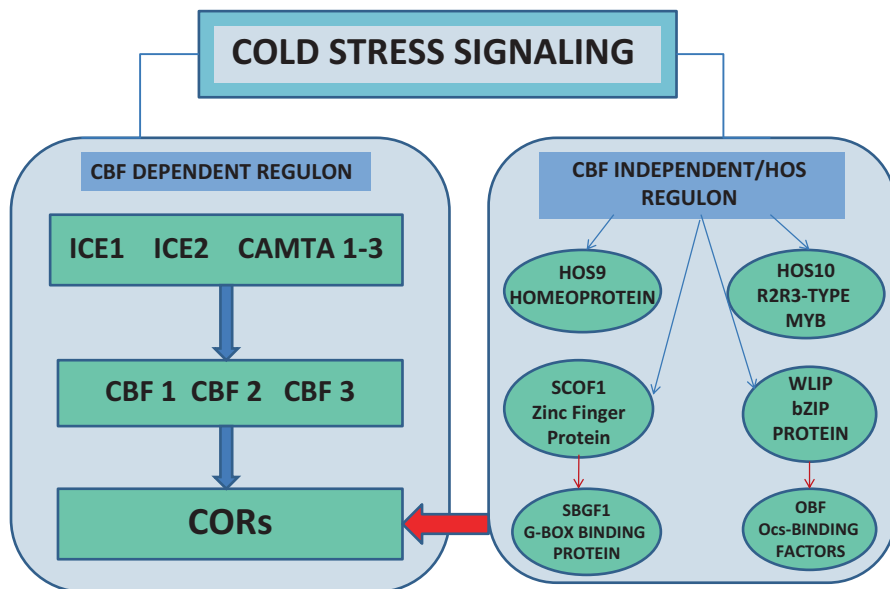 COLD STRESS SIGNALING
CBF DEPENDENT REGULON
ICE1 ICE2 CAMTA 1-3
CBF 1 CBF 2 CBF 3
CORs
CBF INDEPENDENT/HOS
REGULON
HOS9
HOMEOPROTEIN
HOS10
R2R3-TYPE
MYB
SCOF1
Zinc Finger
Protein
WLIP
bZIP
PROTEIN
SBGF1
G-BOX BINDING
PROTEIN
OBF
Ocs-BINDING
FACTORS